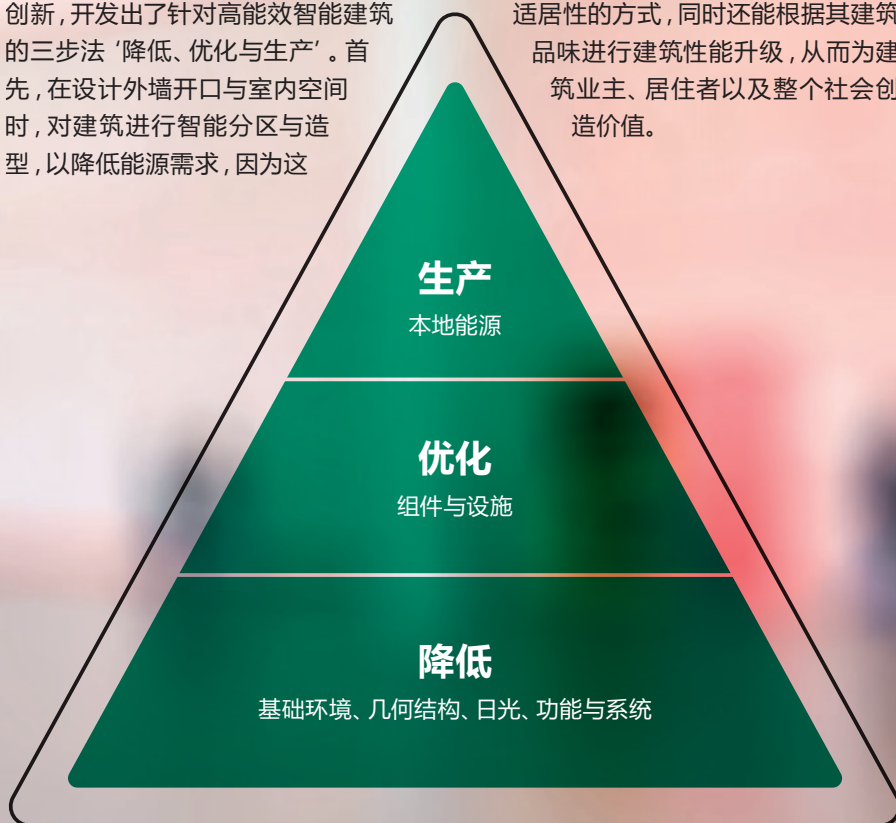 创新，开发出了针对高能效智能建筑
的三步法‘降低、优化与生产’。首
先，在设计外墙开口与室内空间
时，对建筑进行智能分区与造
型，以降低能源需求，因为这
适居性的方式，同时还能根据其建筑
品味进行建筑性能升级，从而为建
筑业主、居住者以及整个社会创
造价值。
生产
本地能源
优化
组件与设施
降低
基础环境、几何结构、日光、功能与系统